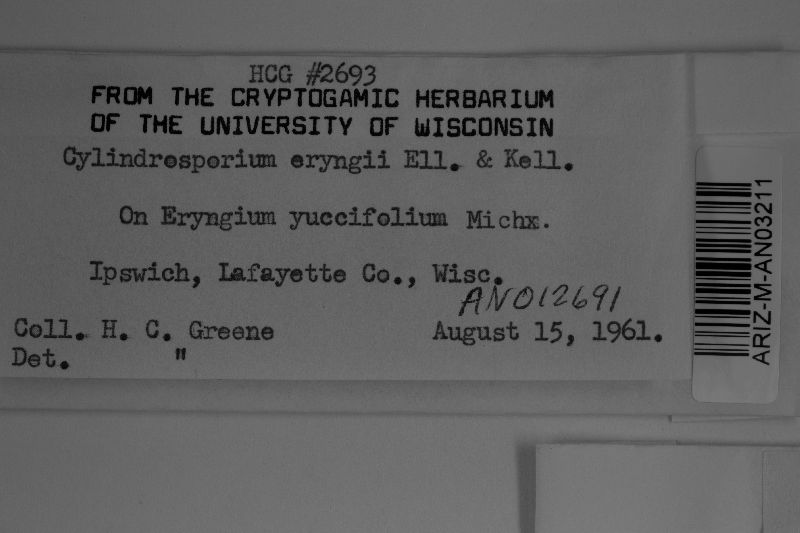 HCG #2693
FROM THE CRYPTOGAMIC HERBARIUM
OF THE UNIVERSITY OF WISCONSIN
Cylindrosporium eryngii Ell. & Kell.
On Eryngium yuccifolium Michx.
Ipswich, Lafayette Co., Wisc.
AN012691
Coll. H. C. Greene August 15, 1961.
Det. "
ARIZ-M-AN03211